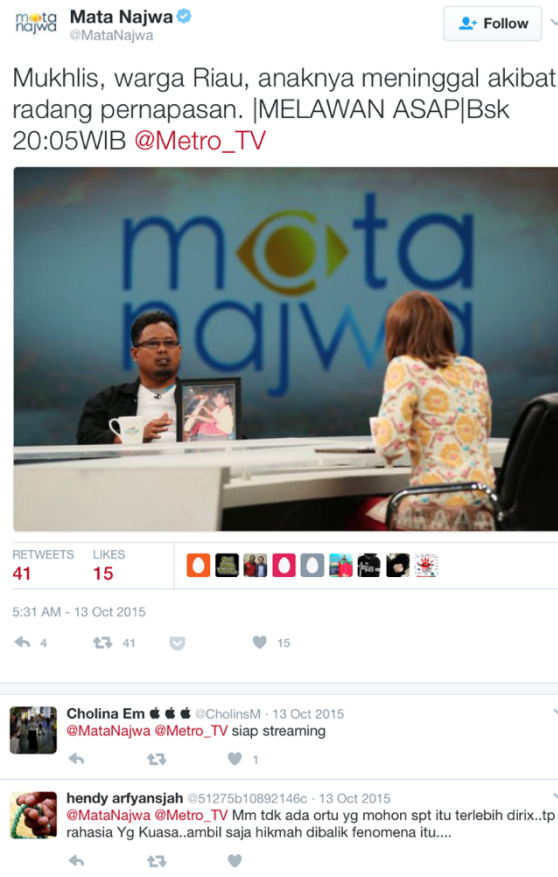 mata
najwa
Mata Najwa
@MataNajwa
Follow
Mukhlis, warga Riau, anaknya meninggal akibat
radang pernapasan. |MELAWAN ASAP|Bsk
20:05WIB @Metro_TV
mata
najwa
RETWEETS
LIKES
41
15
5:31 AM - 13 Oct 2015
4
41
15
Cholina Em @CholinsM · 13 Oct 2015
@MataNajwa @Metro_TV siap streaming
1
hendy arfyansjah @51275b10892146c · 13 Oct 2015
@MataNajwa @Metro_TV Mm tdk ada ortu yg mohon spt itu terlebih dirix..tp
rahasia Yg Kuasa..ambil saja hikmah dibalik fenomena itu....